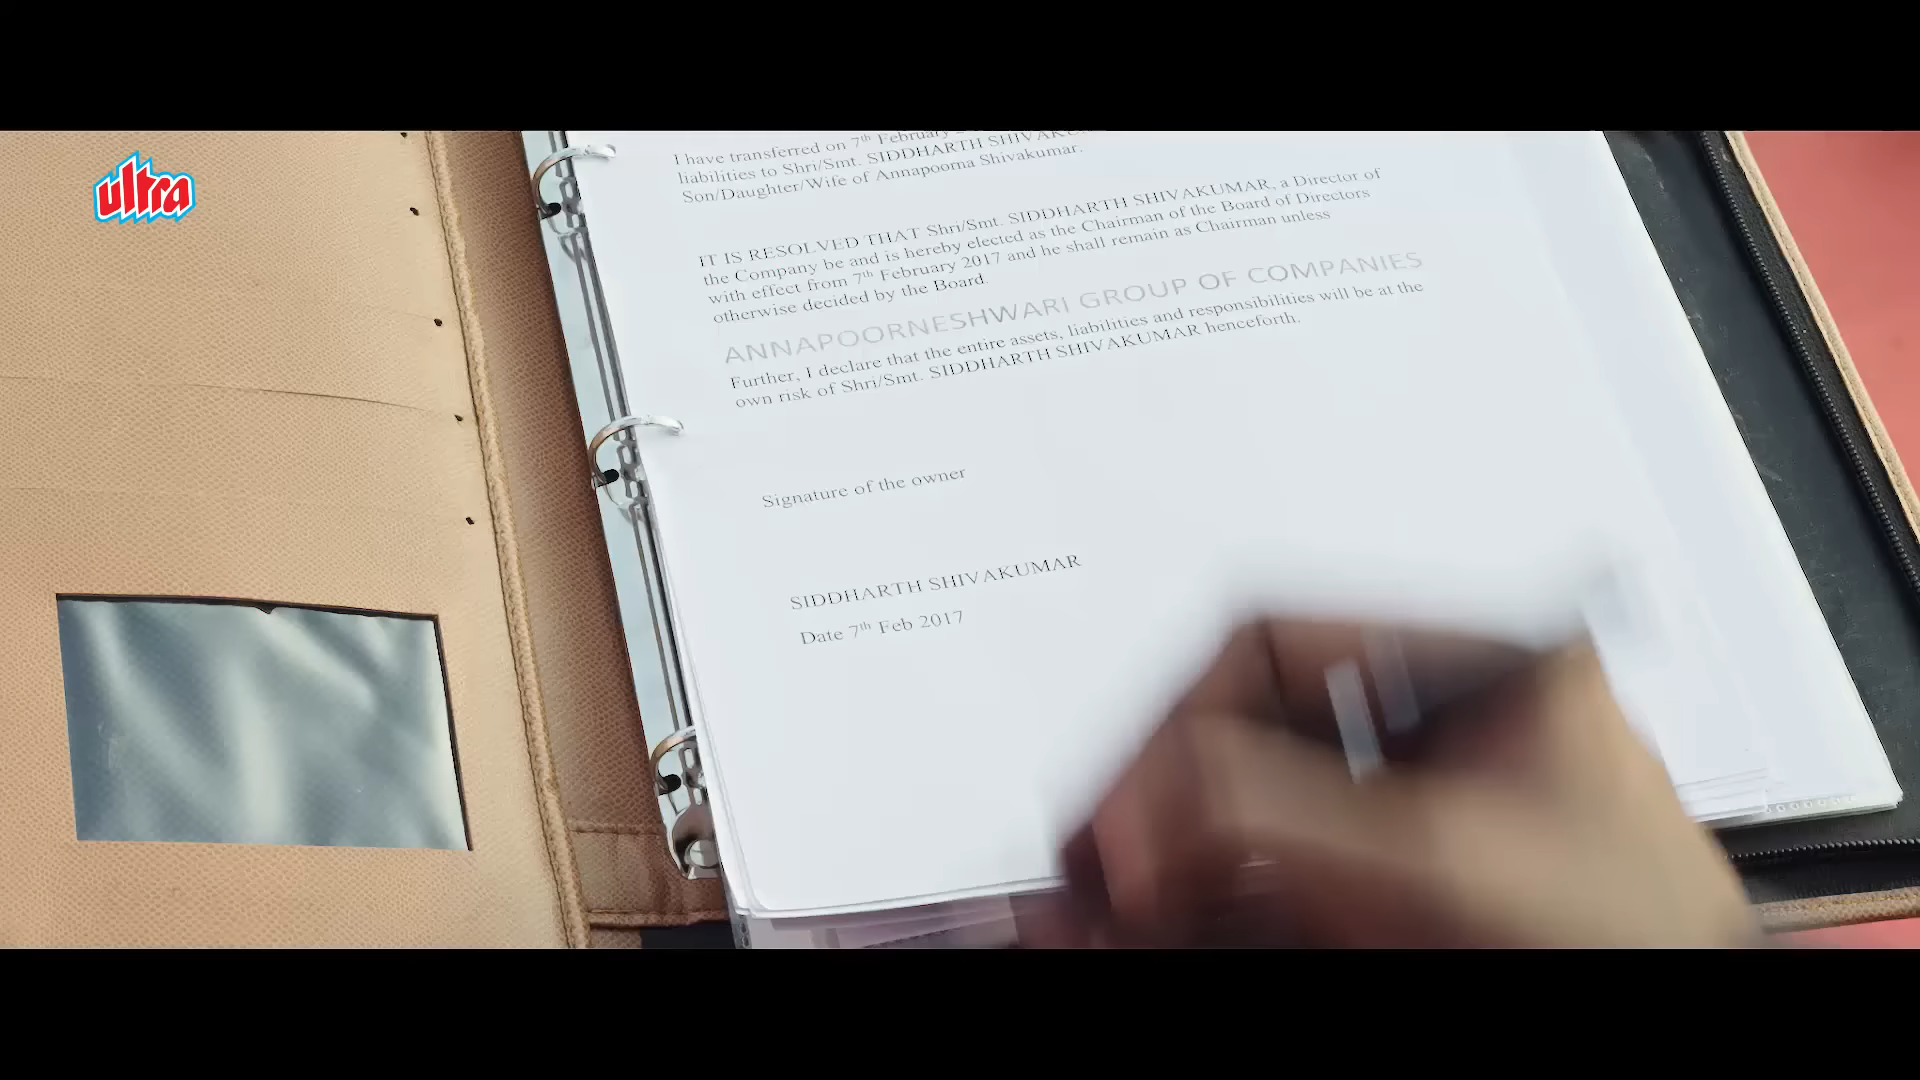 ultra
I have transferred on 7th February
liabilities to Shri/Smt. SIDDHARTH SHIVAKUMAR
Son/Daughter/Wife of Annapoorna Shivakumar.
IT IS RESOLVED THAT Shri/Smt. SIDDHARTH SHIVAKUMAR, a Director of
the Company be and is hereby elected as the Chairman of the Board of Directors
with effect from 7th February 2017 and he shall remain as Chairman unless
otherwise decided by the Board.
ANNAPOORNESHWARI GROUP OF COMPANIES
Further, I declare that the entire assets, liabilities and responsibilities will be at the
own risk of Shri/Smt. SIDDHARTH SHIVAKUMAR henceforth.
Signature of the owner
SIDDHARTH SHIVAKUMAR
Date 7th Feb 2017